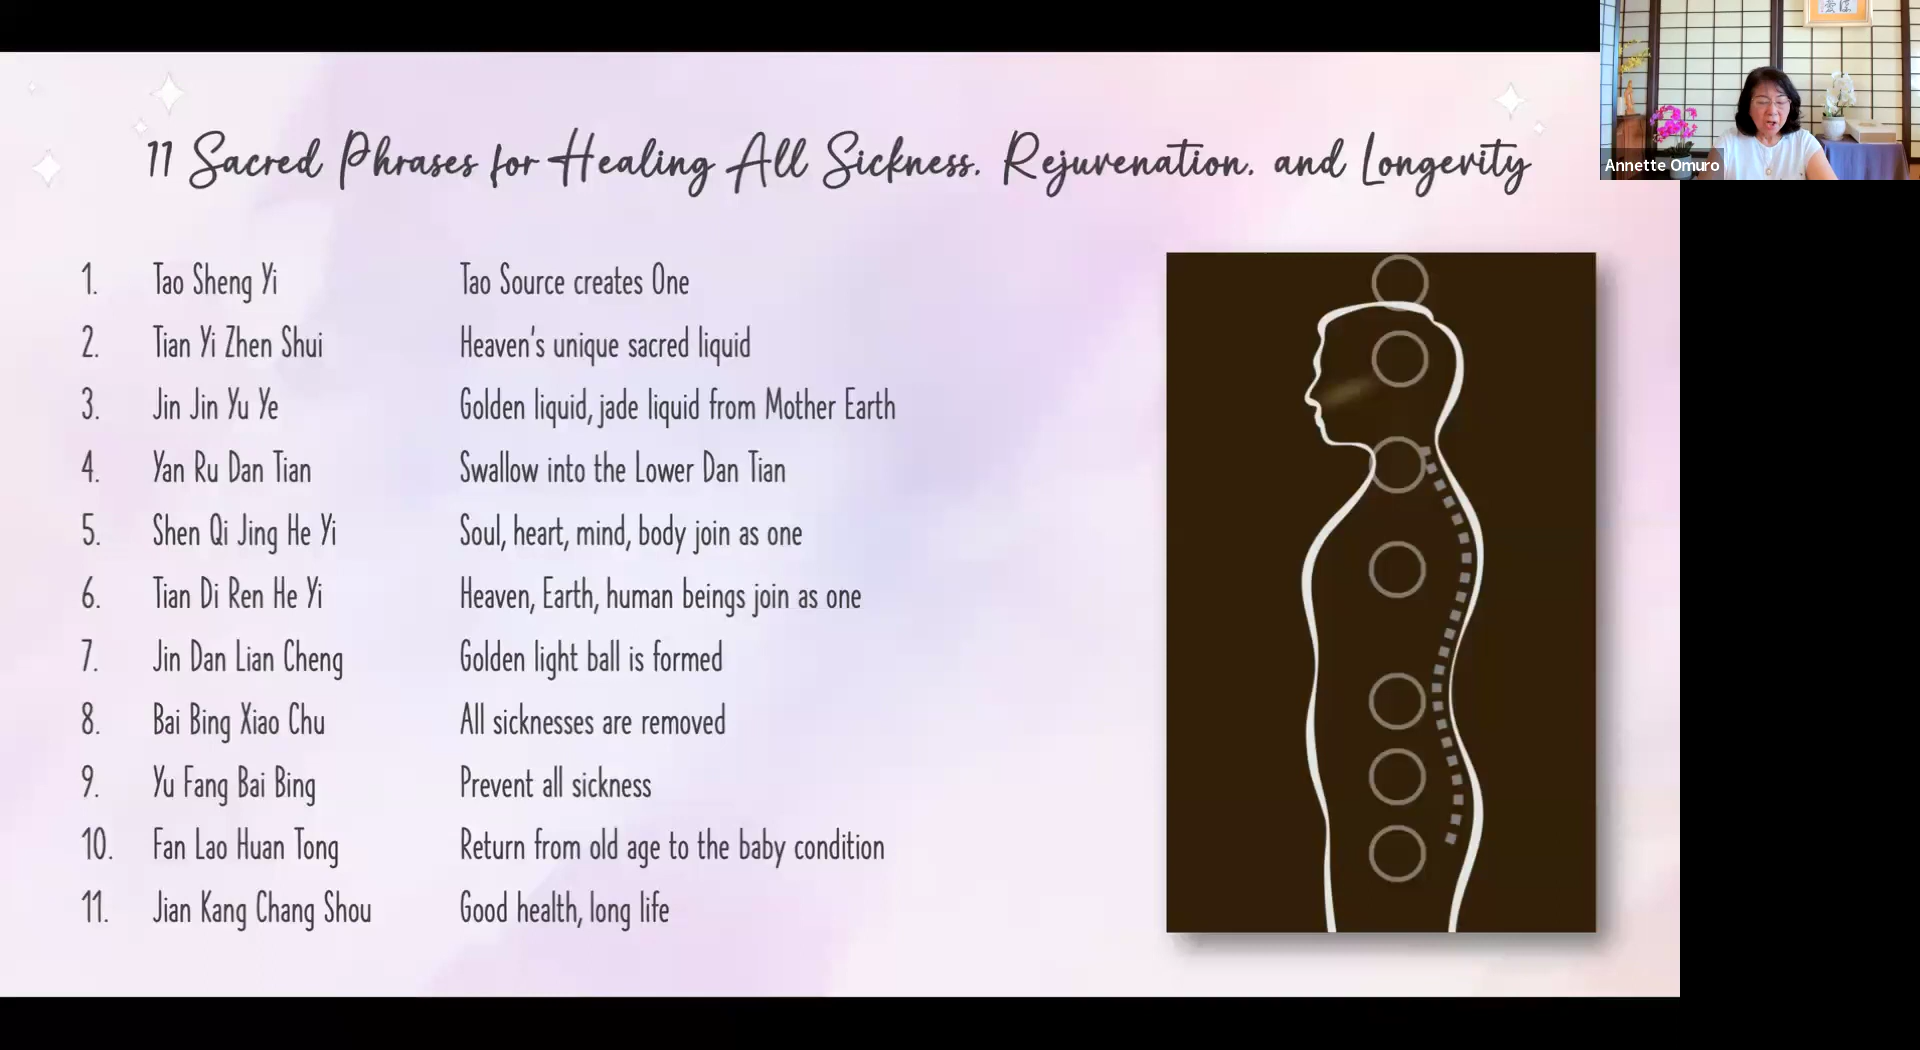 11 Sacred Phrases for Healing All Sickness, Rejuvenation, and Longevity
1. Tao Sheng Yi Tao Source creates One
2. Tian Yi Zhen Shui Heaven's unique sacred liquid
3. Jin Jin Yu Ye Golden liquid, jade liquid from Mother Earth
4. Yan Ru Dan Tian Swallow into the Lower Dan Tian
5. Shen Qi Jing He Yi Soul, heart, mind, body join as one
6. Tian Di Ren He Yi Heaven, Earth, human beings join as one
7. Jin Dan Lian Cheng Golden light ball is formed
8. Bai Bing Xiao Chu All sicknesses are removed
9. Yu Fang Bai Bing Prevent all sickness
10. Fan Lao Huan Tong Return from old age to the baby condition
11. Jian Kang Chang Shou Good health, long life
Annette Omuro